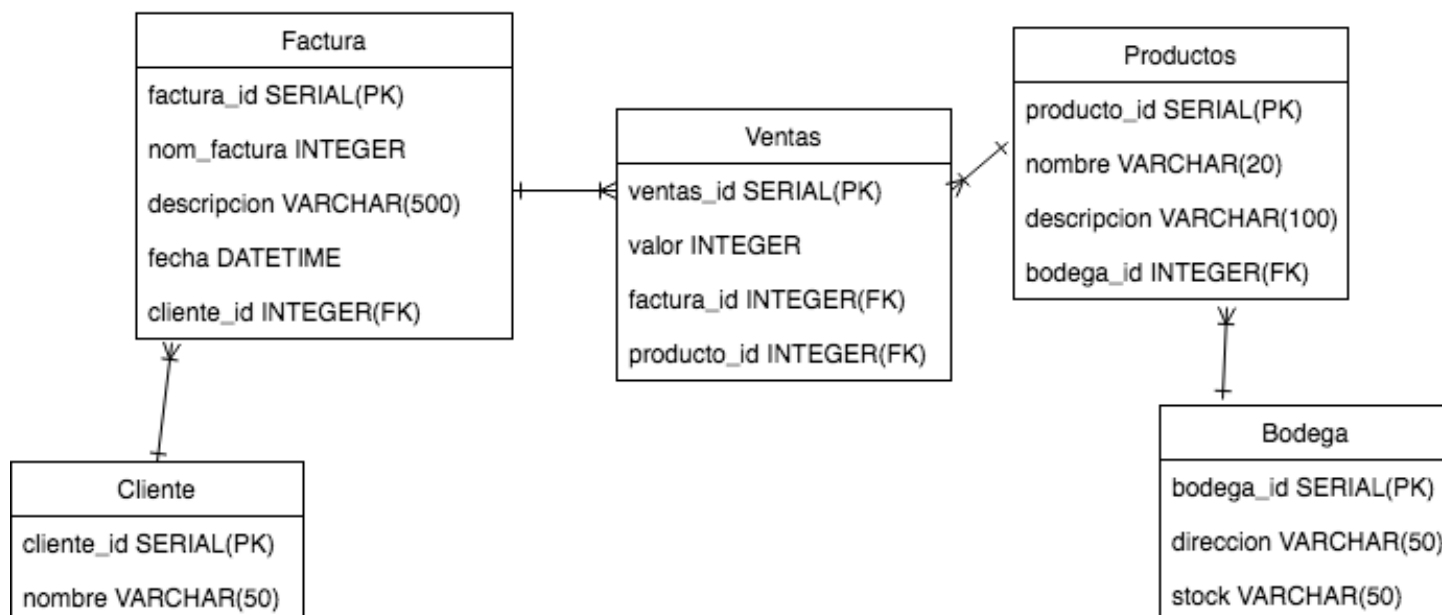 Factura
factura_id SERIAL(PK)
nom_factura INTEGER
descripcion VARCHAR(500)
fecha DATETIME
cliente_id INTEGER(FK)
Ventas
ventas_id SERIAL(PK)
valor INTEGER
factura_id INTEGER(FK)
producto_id INTEGER(FK)
Productos
producto_id SERIAL(PK)
nombre VARCHAR(20)
descripcion VARCHAR(100)
bodega_id INTEGER(FK)
Cliente
cliente_id SERIAL(PK)
nombre VARCHAR(50)
Bodega
bodega_id SERIAL(PK)
direccion VARCHAR(50)
stock VARCHAR(50)